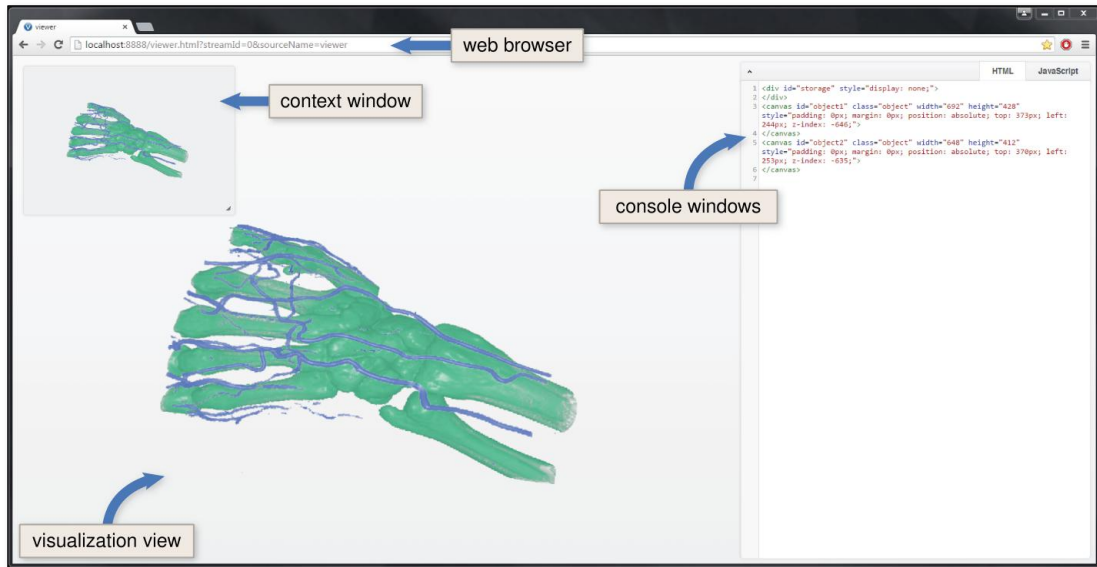 viewer
localhost:8888/viewer.html?streamId=0&sourceName=viewer
web browser
context window
HTML JavaScript
1 <div id="storage" style="display: none;">
2 </div>
3 <canvas id="object1" class="object" width="692" height="428"
style="padding: 0px; margin: 0px; position: absolute; top: 373px; left:
244px; z-index: -646;">
4 </canvas>
5 <canvas id="object2" class="object" width="648" height="412"
style="padding: 0px; margin: 0px; position: absolute; top: 370px; left:
253px; z-index: -635;">
6 </canvas>
7
console windows
visualization view